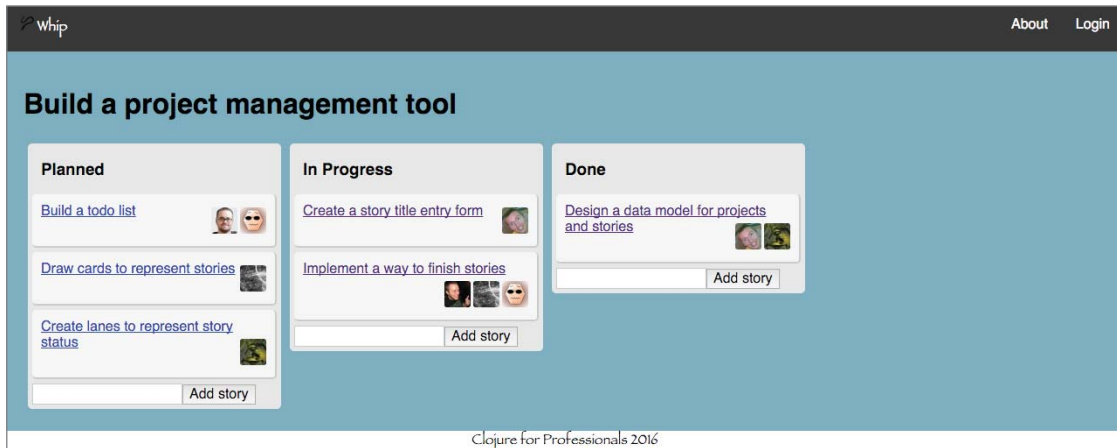 Whip
About
Login
Build a project management tool
Planned
Build a todo list
Draw cards to represent stories
Create lanes to represent story
status
Add story
In Progress
Create a story title entry form
Implement a way to finish stories
Add story
Done
Design a data model for projects
and stories
Add story
Clojure for Professionals 2016